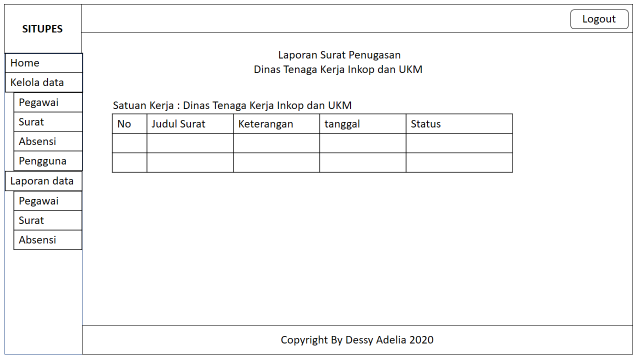 SITUPES
Logout
Home
Kelola data
Pegawai
Surat
Absensi
Pengguna
Laporan data
Pegawai
Surat
Absensi
Laporan Surat Penugasan
Dinas Tenaga Kerja Inkop dan UKM
Satuan Kerja : Dinas Tenaga Kerja Inkop dan UKM
No Judul Surat Keterangan tanggal Status
Copyright By Dessy Adelia 2020